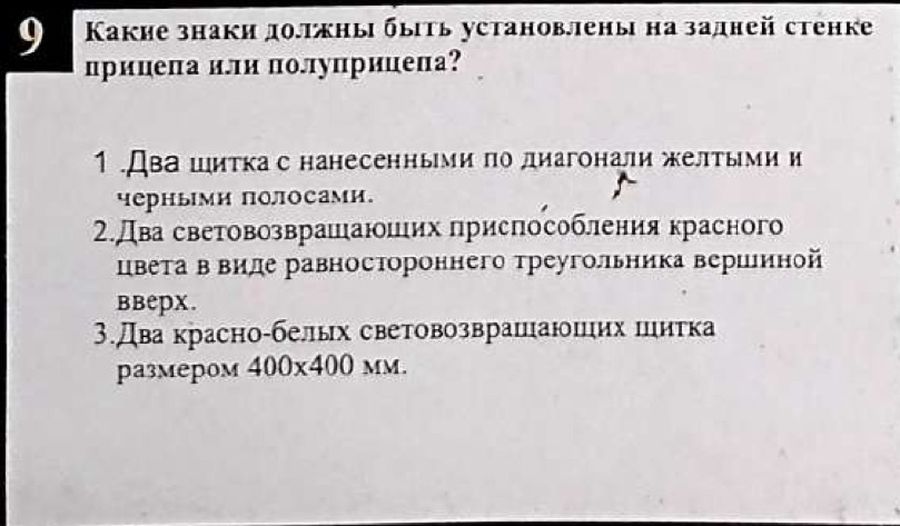 9
Какие знаки должны быть установлены на задней стенке
прицепа или полуприцепа?
1 .Два щитка с нанесенными по диагонали желтыми и
черными полосами.
2.Два световозвращающих приспособления красного
цвета в виде равностороннего треугольника вершиной
вверх.
3.Два красно-белых световозвращающих щитка
размером 400х400 мм.